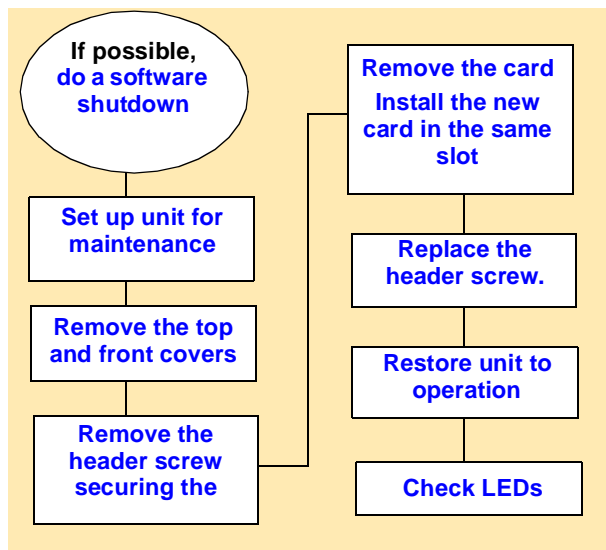 If possible,
do a software
shutdown
Set up unit for
maintenance
Remove the top
and front covers
Remove the
header screw
securing the
Remove the card
Install the new
card in the same
slot
Replace the
header screw.
Restore unit to
operation
Check LEDs